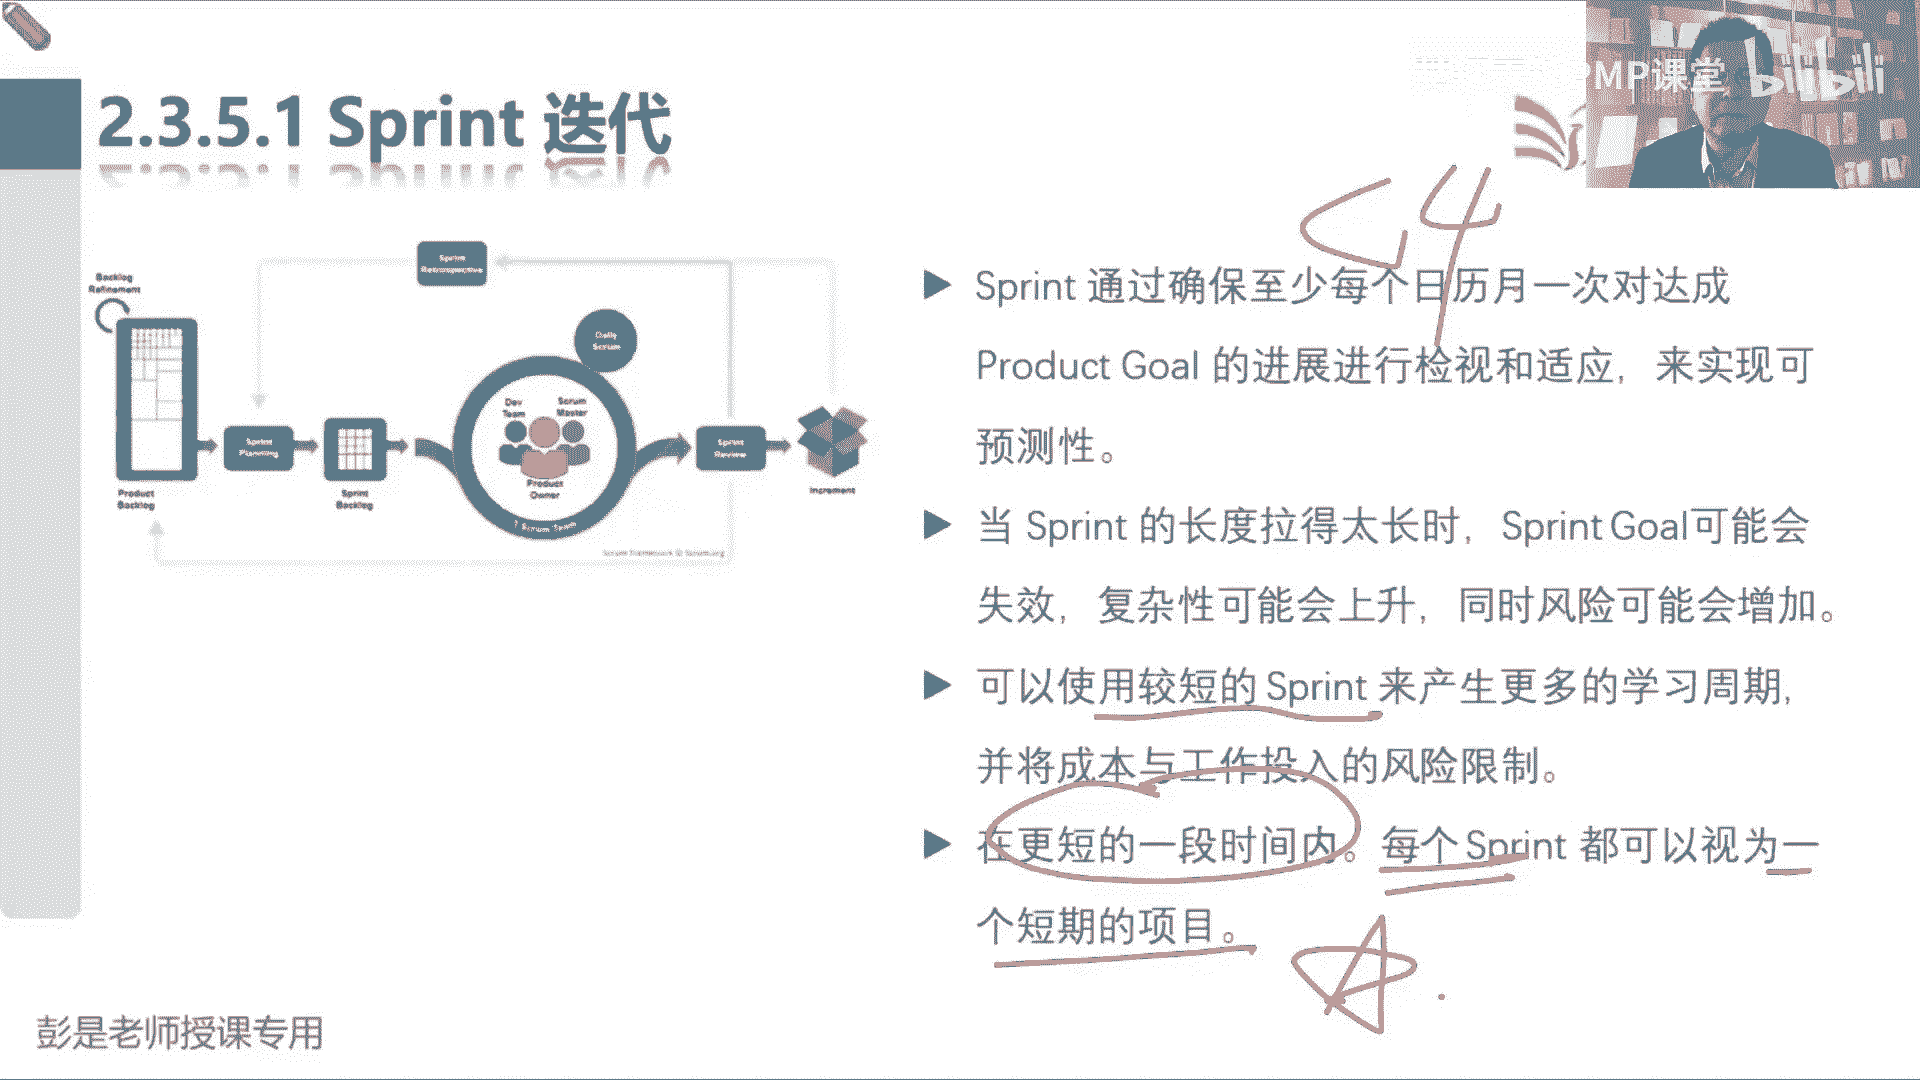 MP课堂
bilibili
2.3.5.1 Sprint 迭代
<4
Sprint Retrospective
Backlog Refinement
Daily Scrum
Dev Team
Scrum Master
Product Owner
Sprint Planning
Sprint Review
Product Backlog
Sprint Backlog
Increment
1 Scrum Team
Scrum Framework © Scrum.org
Sprint 通过确保至少每个日历月一次对达成
Product Goal 的进展进行检视和适应，来实现可
预测性。
当 Sprint 的长度拉得太长时，Sprint Goal可能会
失效，复杂性可能会上升，同时风险可能会增加。
可以使用较短的 Sprint 来产生更多的学习周期，
并将成本与工作投入的风险限制。
在更短的一段时间内。每个 Sprint 都可以视为一
个短期的项目。
彭是老师授课专用